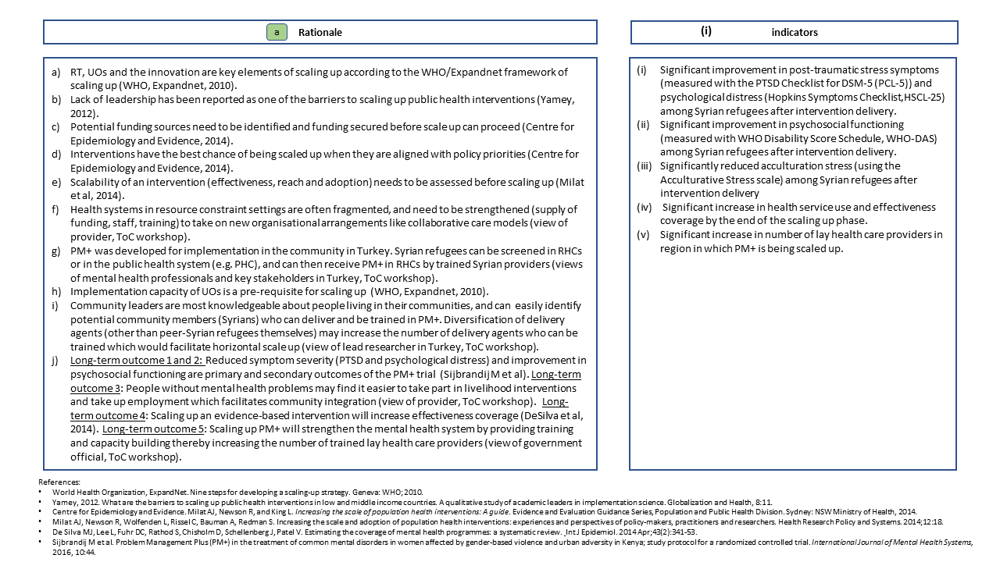 a Rationale
(i) indicators
a) RT, UOs and the innovation are key elements of scaling up according to the WHO/Expandnet framework of
scaling up (WHO, Expandnet, 2010).
b) Lack of leadership has been reported as one of the barriers to scaling up public health interventions (Yamey,
2012).
c) Potential funding sources need to be identified and funding secured before scale up can proceed (Centre for
Epidemiology and Evidence, 2014).
d) Interventions have the best chance of being scaled up when they are aligned with policy priorities (Centre for
Epidemiology and Evidence, 2014).
e) Scalability of an intervention (effectiveness, reach and adoption) needs to be assessed before scaling up (Milat
et al, 2014).
f) Health systems in resource constraint settings are often fragmented, and need to be strengthened (supply of
funding, staff, training) to take on new organisational arrangements like collaborative care models (view of
provider, ToC workshop).
g) PM+ was developed for implementation in the community in Turkey. Syrian refugees can be screened in RHCs
or in the public health system (e.g. PHC), and can then receive PM+ in RHCs by trained Syrian providers (views
of mental health professionals and key stakeholders in Turkey, ToC workshop).
h) Implementation capacity of UOs is a pre-requisite for scaling up (WHO, Expandnet, 2010).
i) Community leaders are most knowledgeable about people living in their communities, and can easily identify
potential community members (Syrians) who can deliver and be trained in PM+. Diversification of delivery
agents (other than peer-Syrian refugees themselves) may increase the number of delivery agents who can be
trained which would facilitate horizontal scale up (view of lead researcher in Turkey, ToC workshop).
j) Long-term outcome 1 and 2: Reduced symptom severity (PTSD and psychological distress) and improvement in
psychosocial functioning are primary and secondary outcomes of the PM+ trial (Sijbrandij M et al). Long-term
outcome 3: People without mental health problems may find it easier to take part in livelihood interventions
and take up employment which facilitates community integration (view of provider, ToC workshop). Long-
term outcome 4: Scaling up an evidence-based intervention will increase effectiveness coverage (DeSilva et al,
2014). Long-term outcome 5: Scaling up PM+ will strengthen the mental health system by providing training
and capacity building thereby increasing the number of trained lay health care providers (view of government
official, ToC workshop).
(i) Significant improvement in post-traumatic stress symptoms
(measured with the PTSD Checklist for DSM-5 (PCL-5)) and
psychological distress (Hopkins Symptoms Checklist,HSCL-25)
among Syrian refugees after intervention delivery.
(ii) Significant improvement in psychosocial functioning
(measured with WHO Disability Score Schedule, WHO-DAS)
among Syrian refugees after intervention delivery.
(iii) Significantly reduced acculturation stress (using the
Acculturative Stress scale) among Syrian refugees after
intervention delivery
(iv) Significant increase in health service use and effectiveness
coverage by the end of the scaling up phase.
(v) Significant increase in number of lay health care providers in
region in which PM+ is being scaled up.
References:
• World Health Organization, ExpandNet. Nine steps for developing a scaling-up strategy. Geneva: WHO; 2010.
• Yamey, 2012. What are the barriers to scaling up public health interventions in low and middle income countries. A qualitative study of academic leaders in implementation science. Globalization and Health, 8:11.
• Centre for Epidemiology and Evidence. Milat AJ, Newson R, and King L. Increasing the scale of population health interventions: A guide. Evidence and Evaluation Guidance Series, Population and Public Health Division. Sydney: NSW Ministry of Health, 2014.
• Milat AJ, Newson R, Wolfenden L, Rissel C, Bauman A, Redman S. Increasing the scale and adoption of population health interventions: experiences and perspectives of policy-makers, practitioners and researchers. Health Research Policy and Systems. 2014;12:18.
• De Silva MJ, Lee L, Fuhr DC, Rathod S, Chisholm D, Schellenberg J, Patel V. Estimating the coverage of mental health programmes: a systematic review. Int J Epidemiol. 2014 Apr;43(2):341-53.
• Sijbrandij M et al. Problem Management Plus (PM+) in the treatment of common mental disorders in women affected by gender-based violence and urban adversity in Kenya; study protocol for a randomized controlled trial. International Journal of Mental Health Systems,
2016, 10:44.